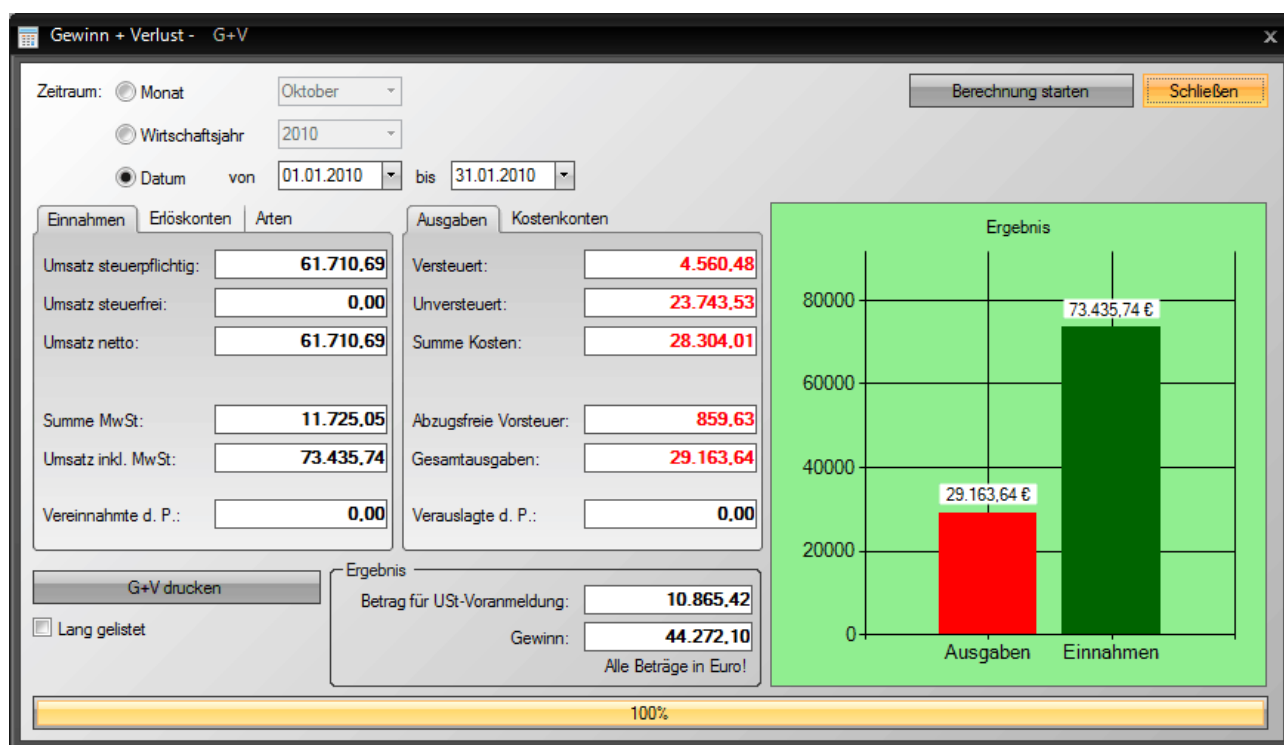 Gewinn + Verlust - G+V x
Zeitraum: Monat Oktober Berechnung starten Schließen
Wirtschaftsjahr 2010
Datum von 01.01.2010 bis 31.01.2010
Einnahmen Erlöskonten Arten
Umsatz steuerpflichtig: 61.710,69
Umsatz steuerfrei: 0,00
Umsatz netto: 61.710,69
Summe MwSt: 11.725,05
Umsatz inkl. MwSt: 73.435,74
Vereinnahmte d. P.: 0,00
Ausgaben Kostenkonten
Versteuert: 4.560,48
Unversteuert: 23.743,53
Summe Kosten: 28.304,01
Abzugsfreie Vorsteuer: 859,63
Gesamtausgaben: 29.163,64
Verauslagte d. P.: 0,00
Ergebnis
80000
73.435,74 €
60000
40000
29.163,64 €
20000
0
Ausgaben Einnahmen
G+V drucken
Lang gelistet
Ergebnis
Betrag für USt-Voranmeldung: 10.865,42
Gewinn: 44.272,10
Alle Beträge in Euro!
100%